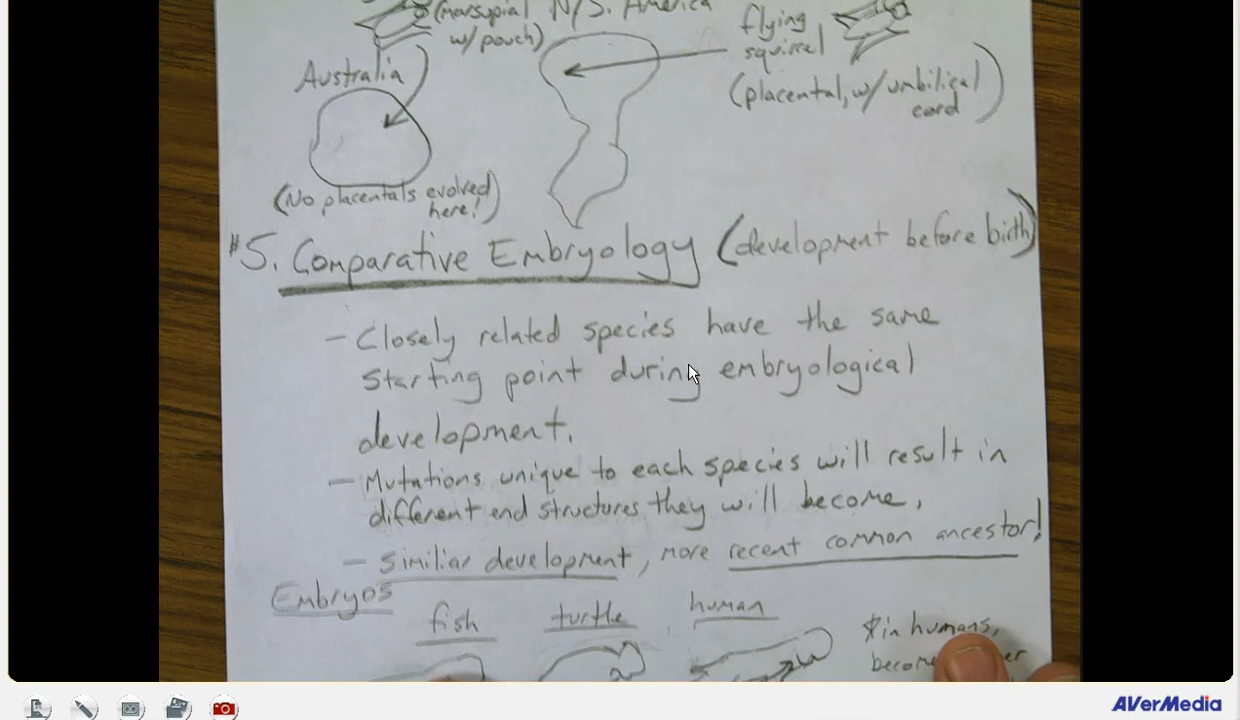 (marsupial N/S. America
w/ pouch)
flying
squirrel
(placental, w/ umbilical
cord)
Australia
(No placentals evolved
here!)
#5. Comparative Embryology (development before birth)
- Closely related species have the same
starting point during embryological
development.
- Mutations unique to each species will result in
different end structures they will become.
- Similiar development, more recent common ancestor!
Embryos
fish turtle human
in humans,
AVerMedia